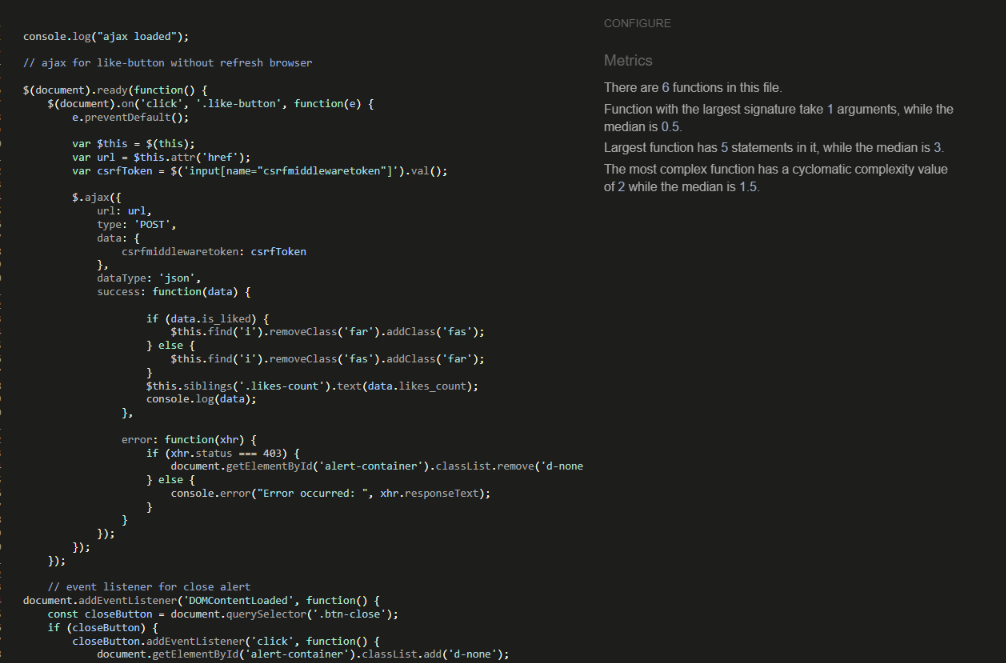 console.log("ajax loaded");
// ajax for like-button without refresh browser
$(document).ready(function() {
    $(document).on('click', '.like-button', function(e) {
        e.preventDefault();
        var $this = $(this);
        var url = $this.attr('href');
        var csrfToken = $('input[name="csrfmiddlewaretoken"]').val();
        $.ajax({
            url: url,
            type: 'POST',
            data: {
                csrfmiddlewaretoken: csrfToken
            },
            dataType: 'json',
            success: function(data) {
                    if (data.is_liked) {
                        $this.find('i').removeClass('far').addClass('fas');
                    } else {
                        $this.find('i').removeClass('fas').addClass('far');
                    }
                    $this.siblings('.likes-count').text(data.likes_count);
                    console.log(data);
                },
                error: function(xhr) {
                    if (xhr.status === 403) {
                        document.getElementById('alert-container').classList.remove('d-none
                    } else {
                        console.error("Error occurred: ", xhr.responseText);
                    }
                }
            });
        });
    });
    // event listener for close alert
document.addEventListener('DOMContentLoaded', function() {
    const closeButton = document.querySelector('.btn-close');
    if (closeButton) {
        closeButton.addEventListener('click', function() {
            document.getElementById('alert-container').classList.add('d-none');
CONFIGURE
Metrics
There are 6 functions in this file.
Function with the largest signature take 1 arguments, while the
median is 0.5.
Largest function has 5 statements in it, while the median is 3.
The most complex function has a cyclomatic complexity value
of 2 while the median is 1.5.